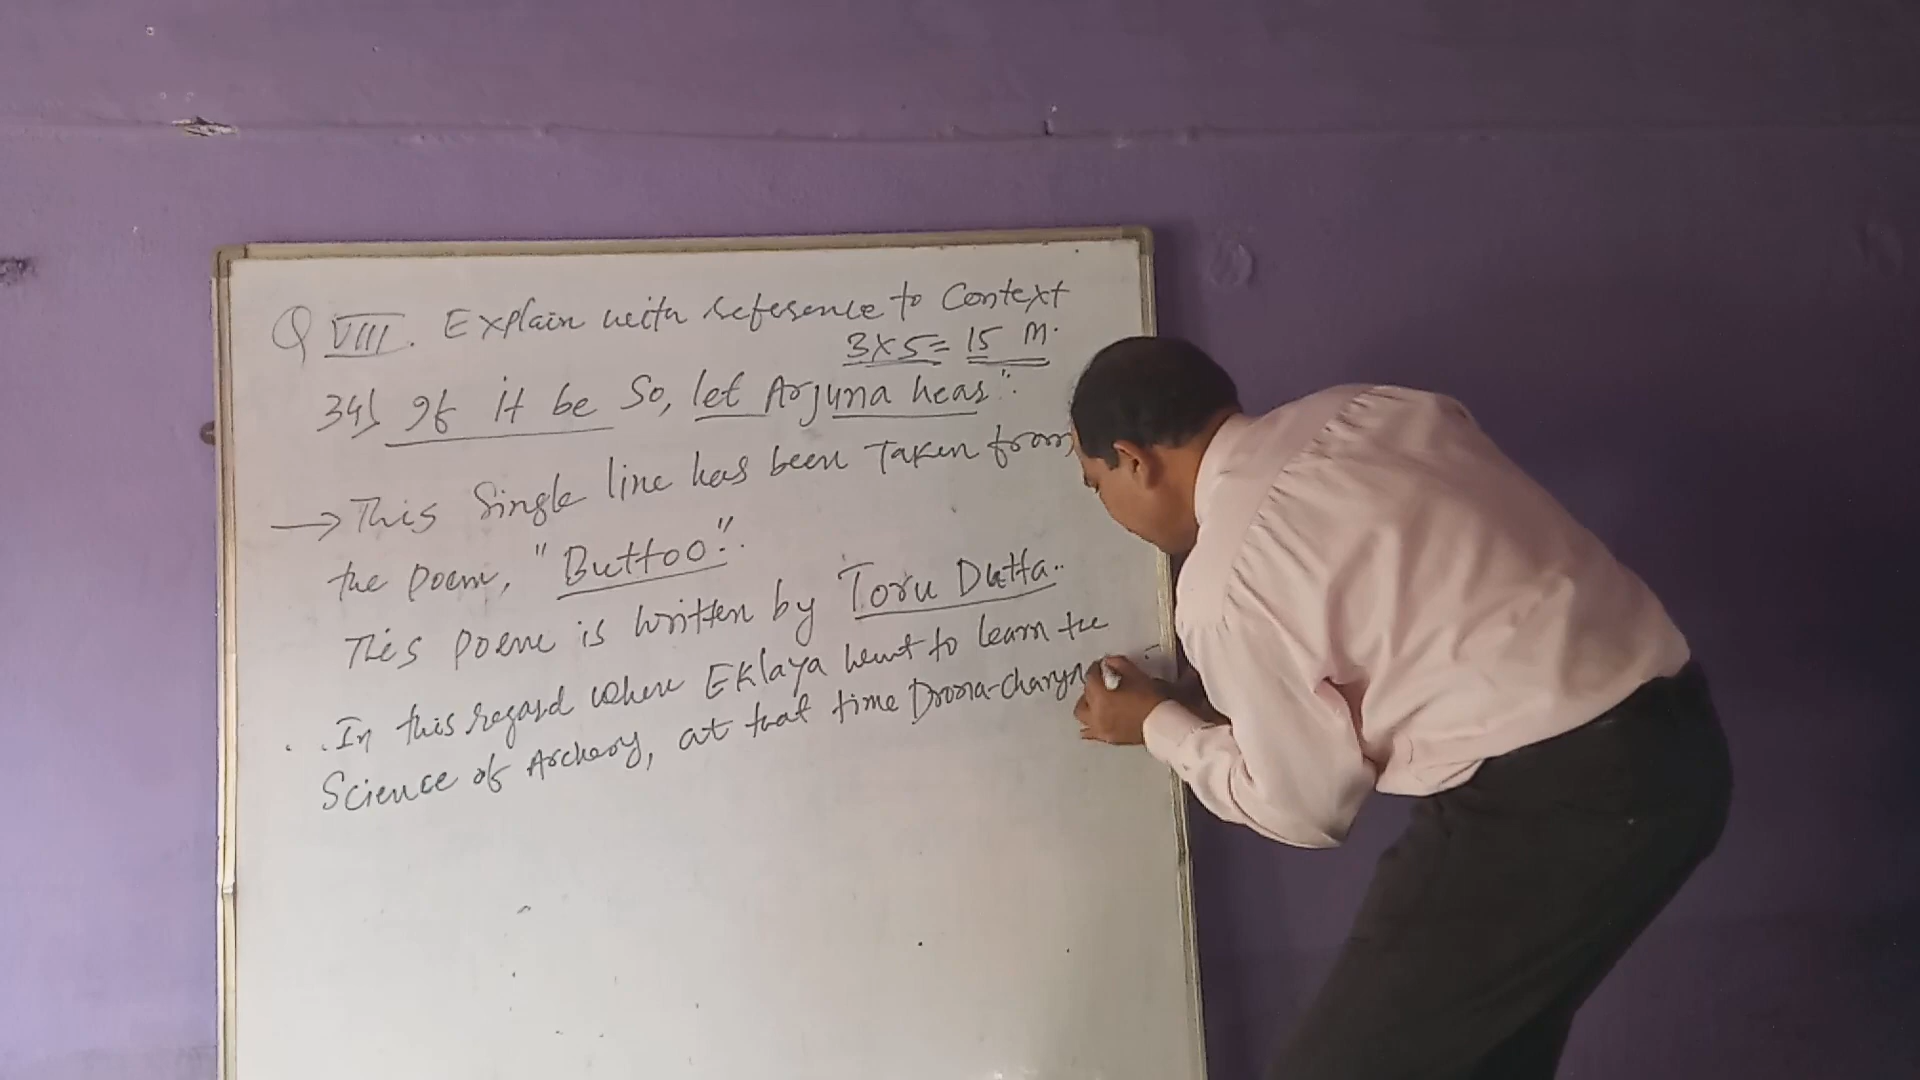 Q VIII. Explain with reference to Context
3x5= 15 M.
34) If it be So, let Arjuna hear".
→ This Single line has been Taken from
the poem, "Buttoo".
This poem is written by Toru Dutta.
. . In this regard where Eklaya went to learn the
Science of Archery, at that time Drona-charya